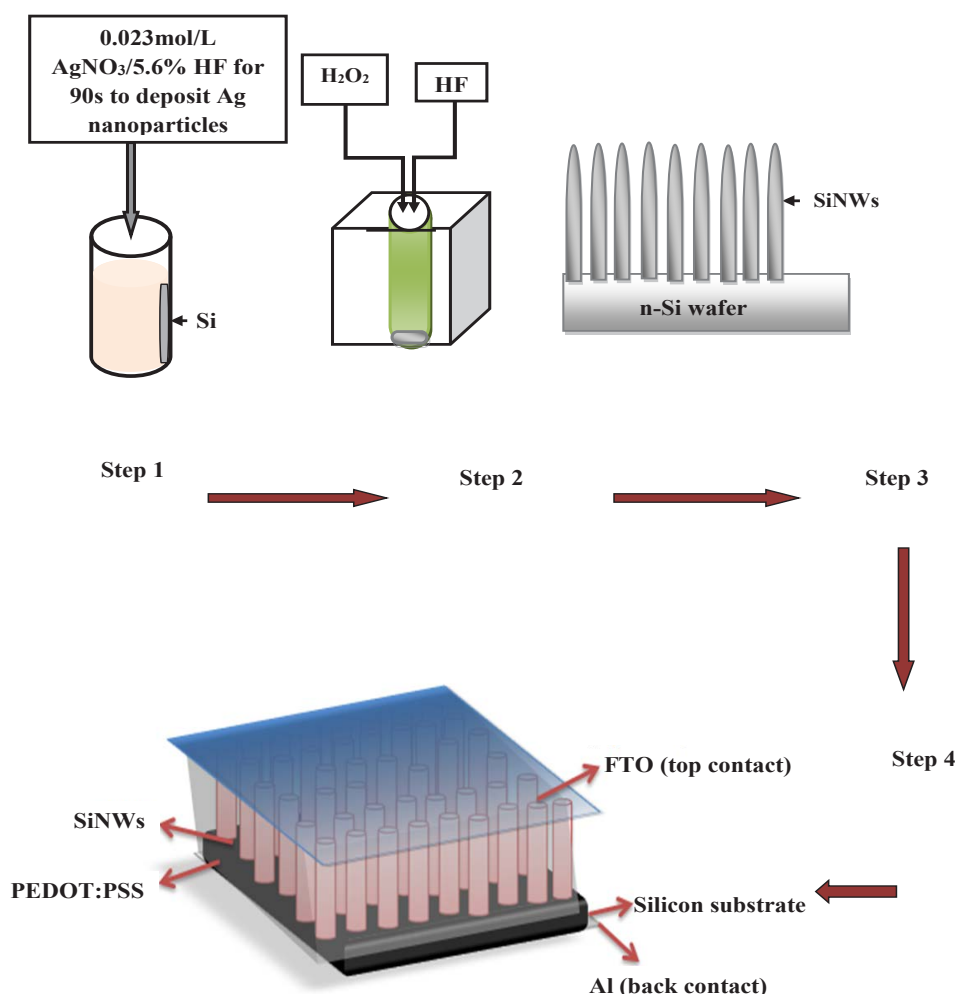 0.023mol/L
AgNO₃/5.6% HF for
90s to deposit Ag
nanoparticles
H₂O₂
HF
SiNWs
n-Si wafer
Si
Step 1
Step 2
Step 3
Step 4
FTO (top contact)
SiNWs
PEDOT:PSS
Silicon substrate
Al (back contact)